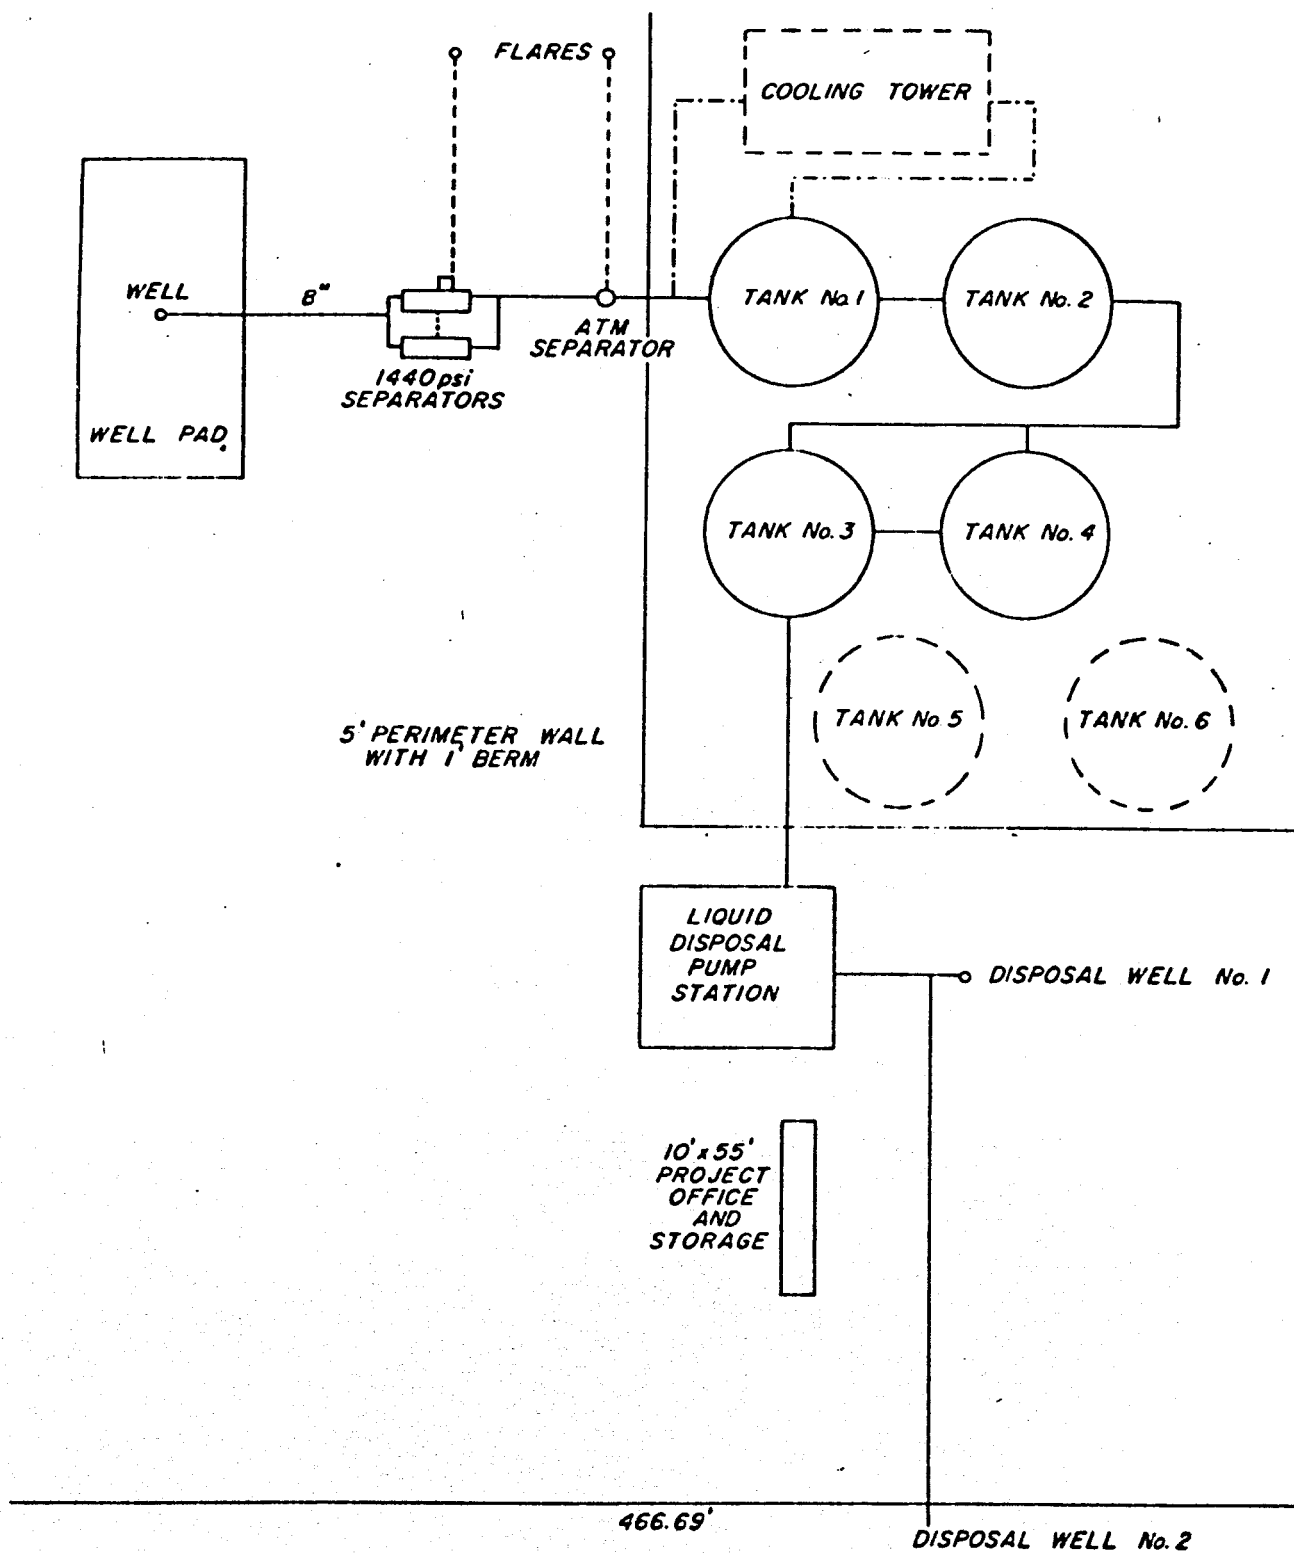 FLARES
COOLING TOWER
WELL
8"
TANK No.1
TANK No. 2
ATM
SEPARATOR
1440 psi
SEPARATORS
WELL PAD
TANK No. 3
TANK No. 4
5' PERIMETER WALL
WITH 1' BERM
TANK No. 5
TANK No. 6
LIQUID
DISPOSAL
PUMP
STATION
DISPOSAL WELL No. 1
10' x 55'
PROJECT
OFFICE
AND
STORAGE
466.69'
DISPOSAL WELL No. 2